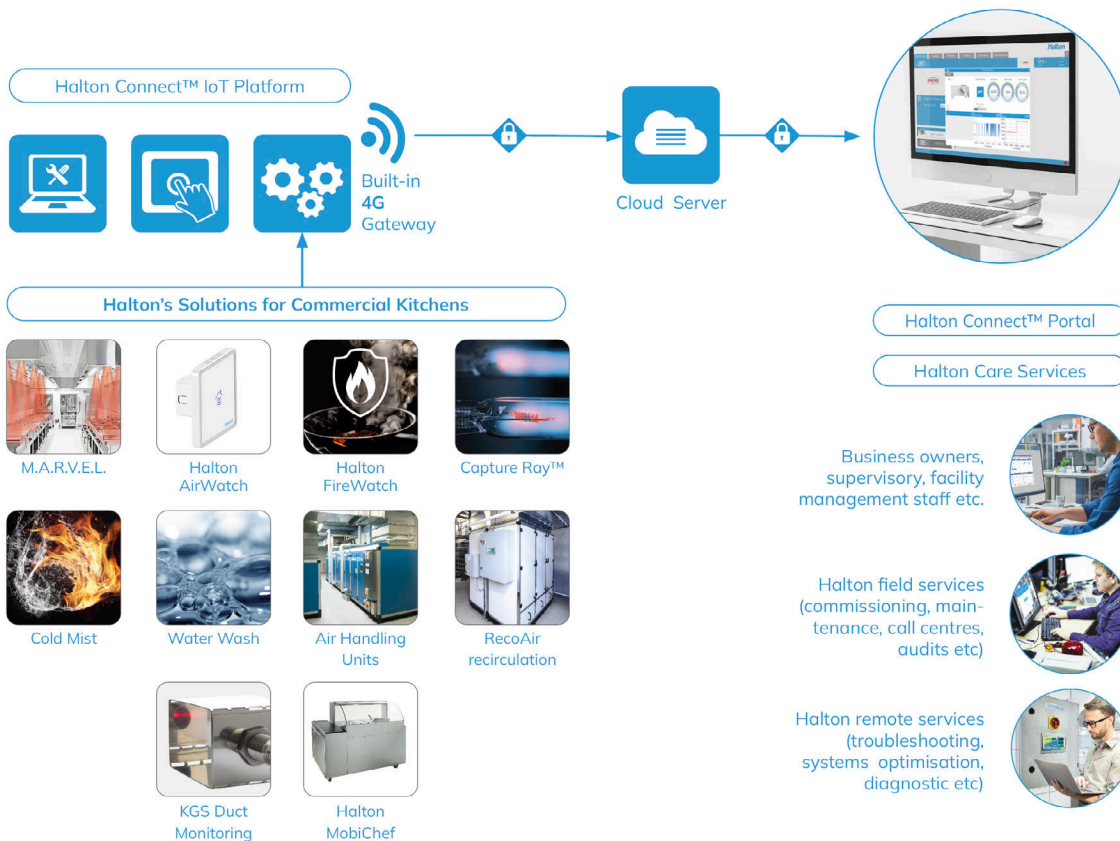 Halton Connect™ IoT Platform
Built-in
4G
Gateway
Cloud Server
Halton
Halton's Solutions for Commercial Kitchens
M.A.R.V.E.L.
Halton
AirWatch
Halton
FireWatch
Capture Ray™
Cold Mist
Water Wash
Air Handling
Units
RecoAir
recirculation
KGS Duct
Monitoring
Halton
MobiChef
Halton Connect™ Portal
Halton Care Services
Business owners,
supervisory, facility
management staff etc.
Halton field services
(commissioning, main-
tenance, call centres,
audits etc)
Halton remote services
(troubleshooting,
systems optimisation,
diagnostic etc)